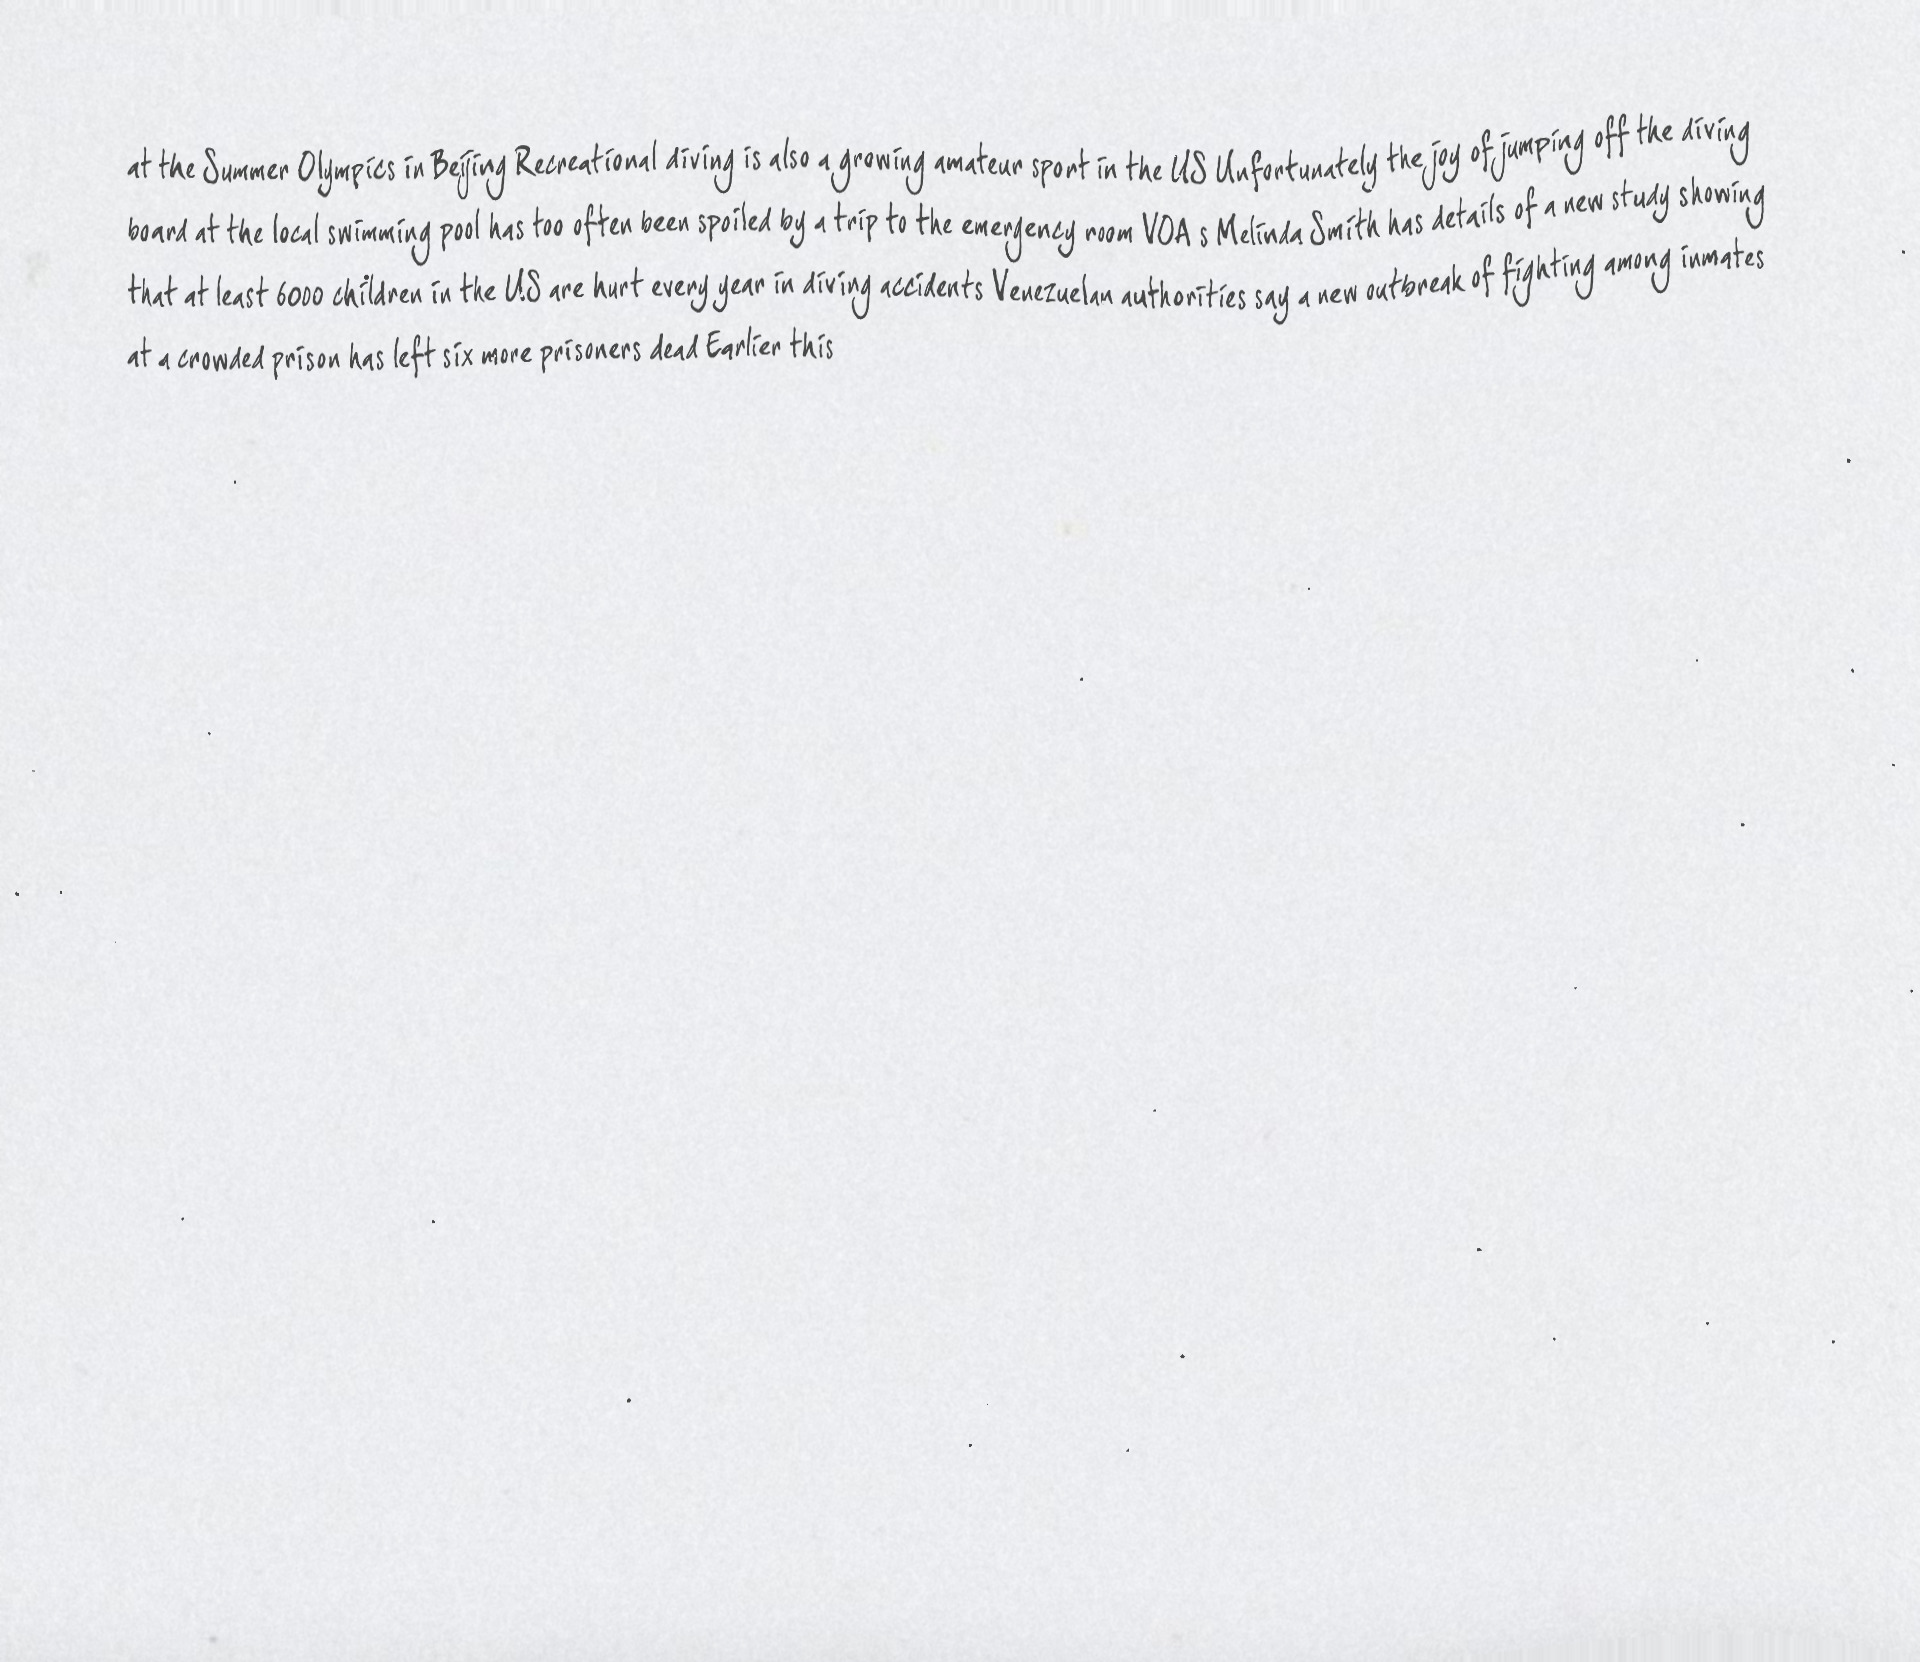 at the Summer Olympics in Beijing Recreational diving is also a growing amateur sport in the US Unfortunately the joy of jumping off the diving
board at the local swimming pool has too often been spoiled by a trip to the emergency room VOA s Melinda Smith has details of a new study showing
that at least 6000 children in the U.S are hurt every year in diving accidents Venezuelan authorities say a new outbreak of fighting among inmates
at a crowded prison has left six more prisoners dead Earlier this